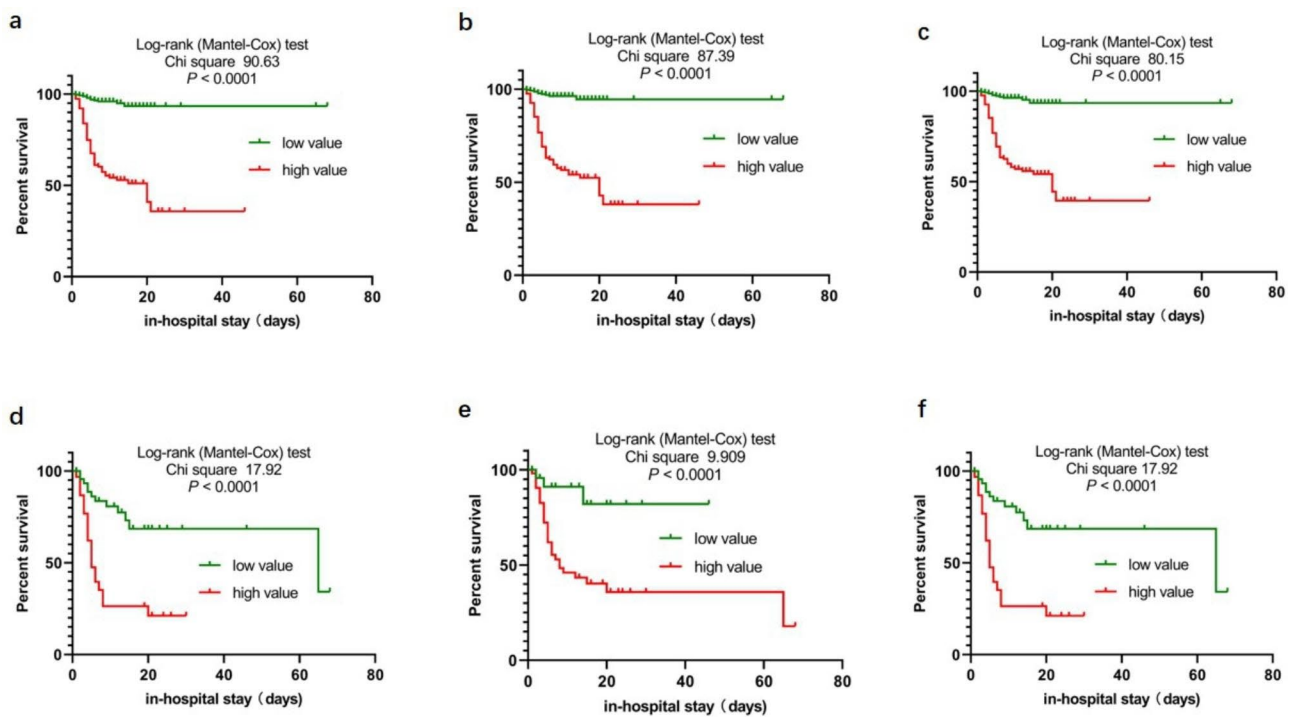 a
Log-rank (Mantel-Cox) test
Chi square 90.63
P < 0.0001
Percent survival
100
50
0
low value
high value
0 20 40 60 80
in-hospital stay（days）
b
Log-rank (Mantel-Cox) test
Chi square 87.39
P < 0.0001
Percent survival
100
50
0
low value
high value
0 20 40 60 80
in-hospital stay（days）
c
Log-rank (Mantel-Cox) test
Chi square 80.15
P < 0.0001
Percent survival
100
50
0
low value
high value
0 20 40 60 80
in-hospital stay（days）
d
Log-rank (Mantel-Cox) test
Chi square 17.92
P < 0.0001
Percent survival
100
50
0
low value
high value
0 20 40 60 80
in-hospital stay（days）
e
Log-rank (Mantel-Cox) test
Chi square 9.909
P < 0.0001
Percent survival
100
50
0
low value
high value
0 20 40 60 80
in-hospital stay（days）
f
Log-rank (Mantel-Cox) test
Chi square 17.92
P < 0.0001
Percent survival
100
50
0
low value
high value
0 20 40 60 80
in-hospital stay（days）